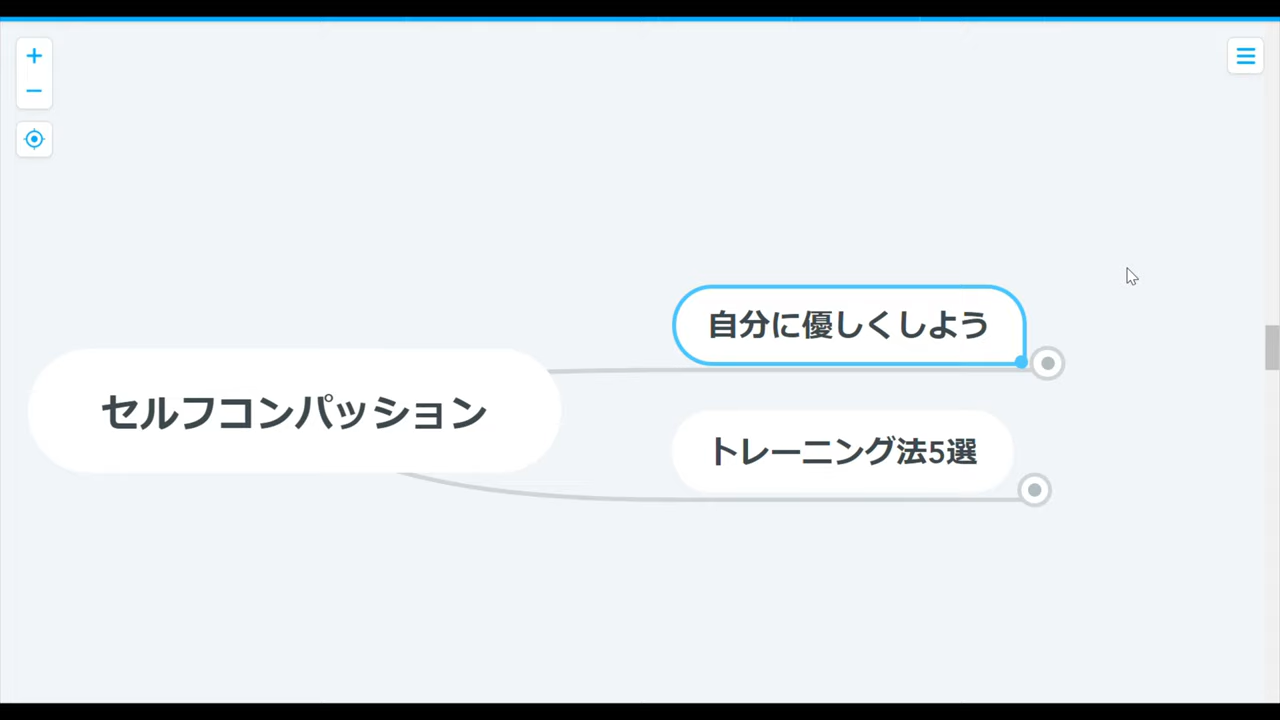 自分に優しくしよう
セルフコンパッション
トレーニング法5選